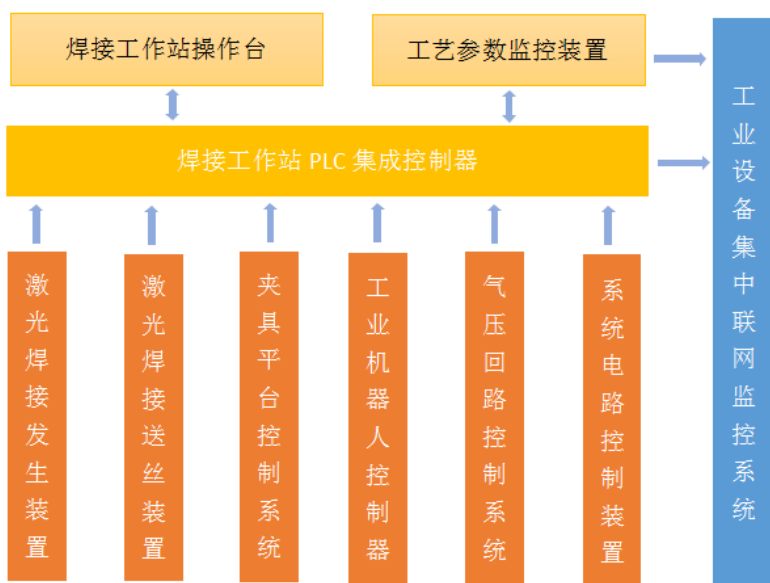 焊接工作站操作台
工艺参数监控装置
焊接工作站 PLC 集成控制器
激光焊接发生装置
激光焊接送丝装置
夹具平台控制系统
工业机器人控制器
气压回路控制系统
系统电路控制装置
工业设备集中联网监控系统